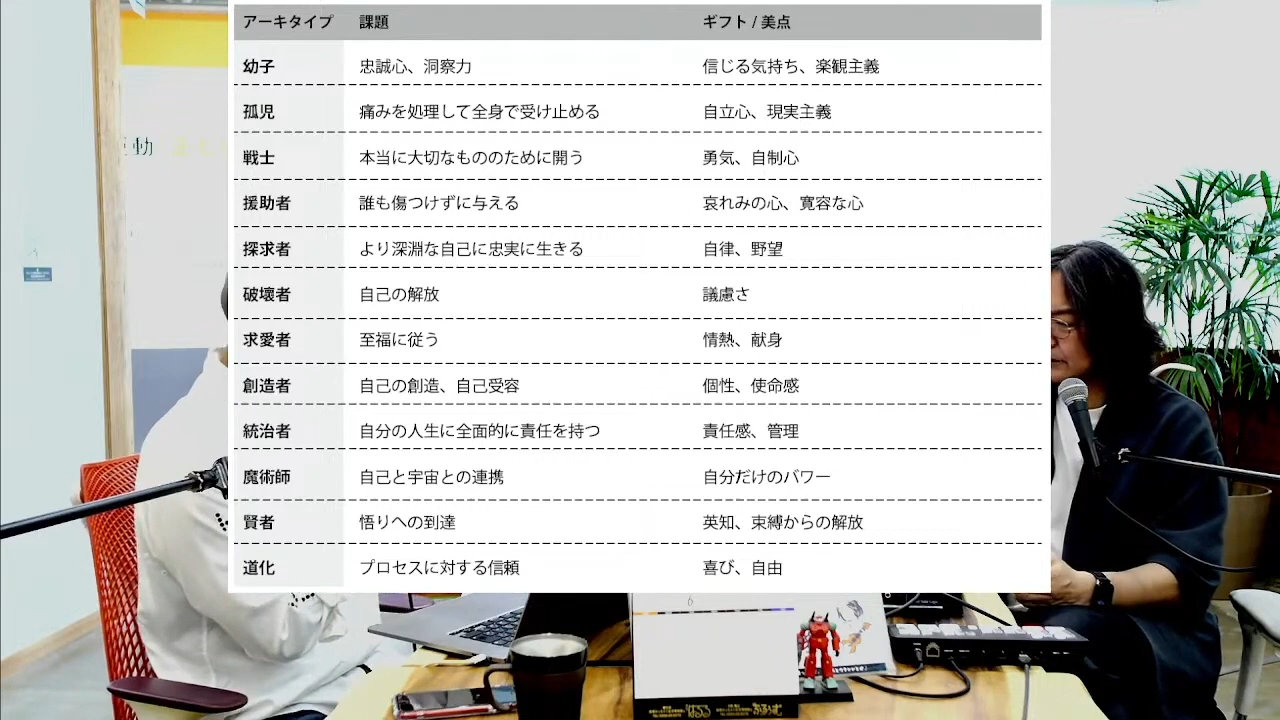 アーキタイプ 課題 ギフト / 美点
幼子 忠誠心、洞察力 信じる気持ち、楽観主義
孤児 痛みを処理して全身で受け止める 自立心、現実主義
戦士 本当に大切なもののために開う 勇気、自制心
援助者 誰も傷つけずに与える 哀れみの心、寛容な心
探求者 より深淵な自己に忠実に生きる 自律、野望
破壊者 自己の解放 議慮さ
求愛者 至福に従う 情熱、献身
創造者 自己の創造、自己受容 個性、使命感
統治者 自分の人生に全面的に責任を持つ 責任感、管理
魔術師 自己と宇宙との連携 自分だけのパワー
賢者 悟りへの到達 英知、束縛からの解放
道化 プロセスに対する信頼 喜び、自由
動
はるる
かるらむ